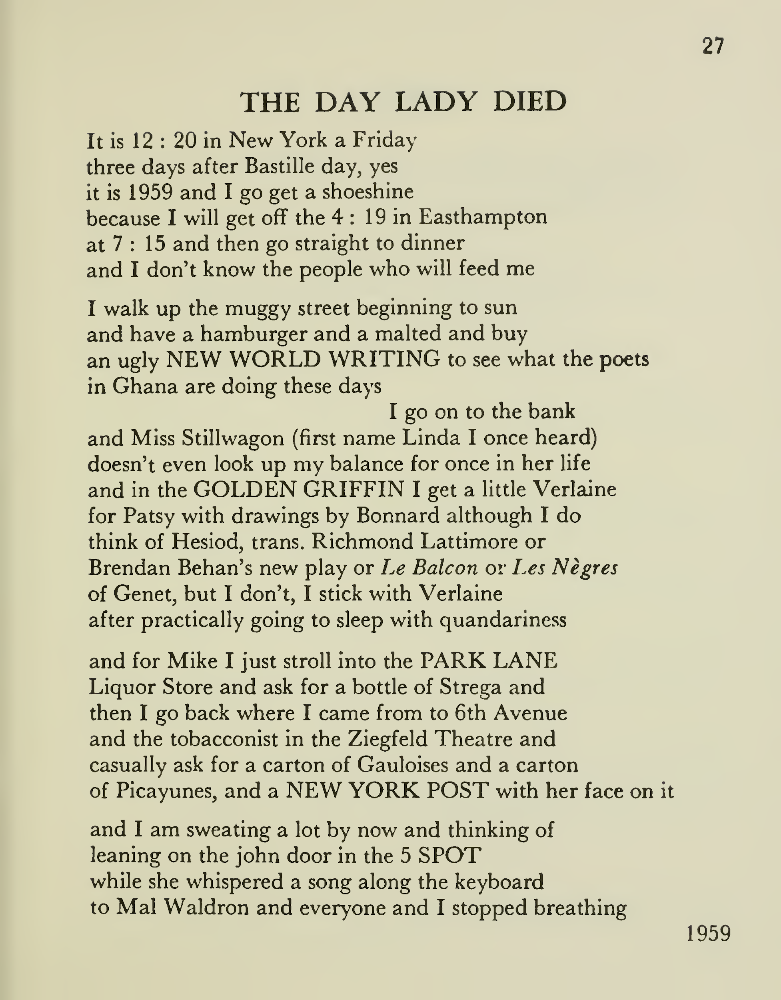 27
THE DAY LADY DIED
It is 12 : 20 in New York a Friday
three days after Bastille day, yes
it is 1959 and I go get a shoeshine
because I will get off the 4 : 19 in Easthampton
at 7 : 15 and then go straight to dinner
and I don't know the people who will feed me
I walk up the muggy street beginning to sun
and have a hamburger and a malted and buy
an ugly NEW WORLD WRITING to see what the poets
in Ghana are doing these days
I go on to the bank
and Miss Stillwagon (first name Linda I once heard)
doesn't even look up my balance for once in her life
and in the GOLDEN GRIFFIN I get a little Verlaine
for Patsy with drawings by Bonnard although I do
think of Hesiod, trans. Richmond Lattimore or
Brendan Behan's new play or Le Balcon or Les Nègres
of Genet, but I don't, I stick with Verlaine
after practically going to sleep with quandariness
and for Mike I just stroll into the PARK LANE
Liquor Store and ask for a bottle of Strega and
then I go back where I came from to 6th Avenue
and the tobacconist in the Ziegfeld Theatre and
casually ask for a carton of Gauloises and a carton
of Picayunes, and a NEW YORK POST with her face on it
and I am sweating a lot by now and thinking of
leaning on the john door in the 5 SPOT
while she whispered a song along the keyboard
to Mal Waldron and everyone and I stopped breathing
1959